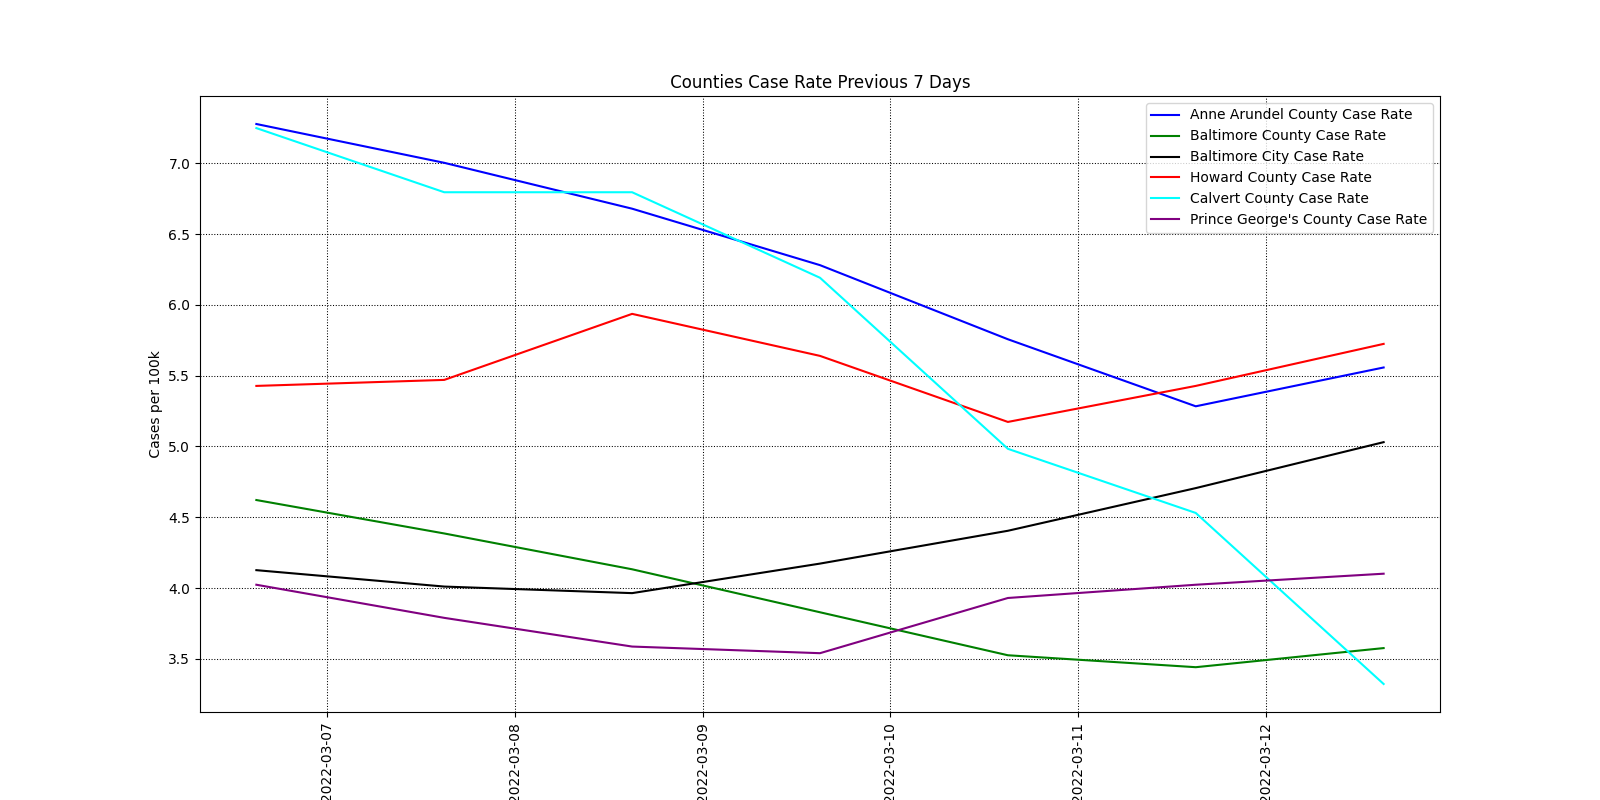 Counties Case Rate Previous 7 Days
Anne Arundel County Case Rate
Baltimore County Case Rate
Baltimore City Case Rate
Howard County Case Rate
Calvert County Case Rate
Prince George's County Case Rate
Cases per 100k
7.0
6.5
6.0
5.5
5.0
4.5
4.0
3.5
2022-03-07
2022-03-08
2022-03-09
2022-03-10
2022-03-11
2022-03-12